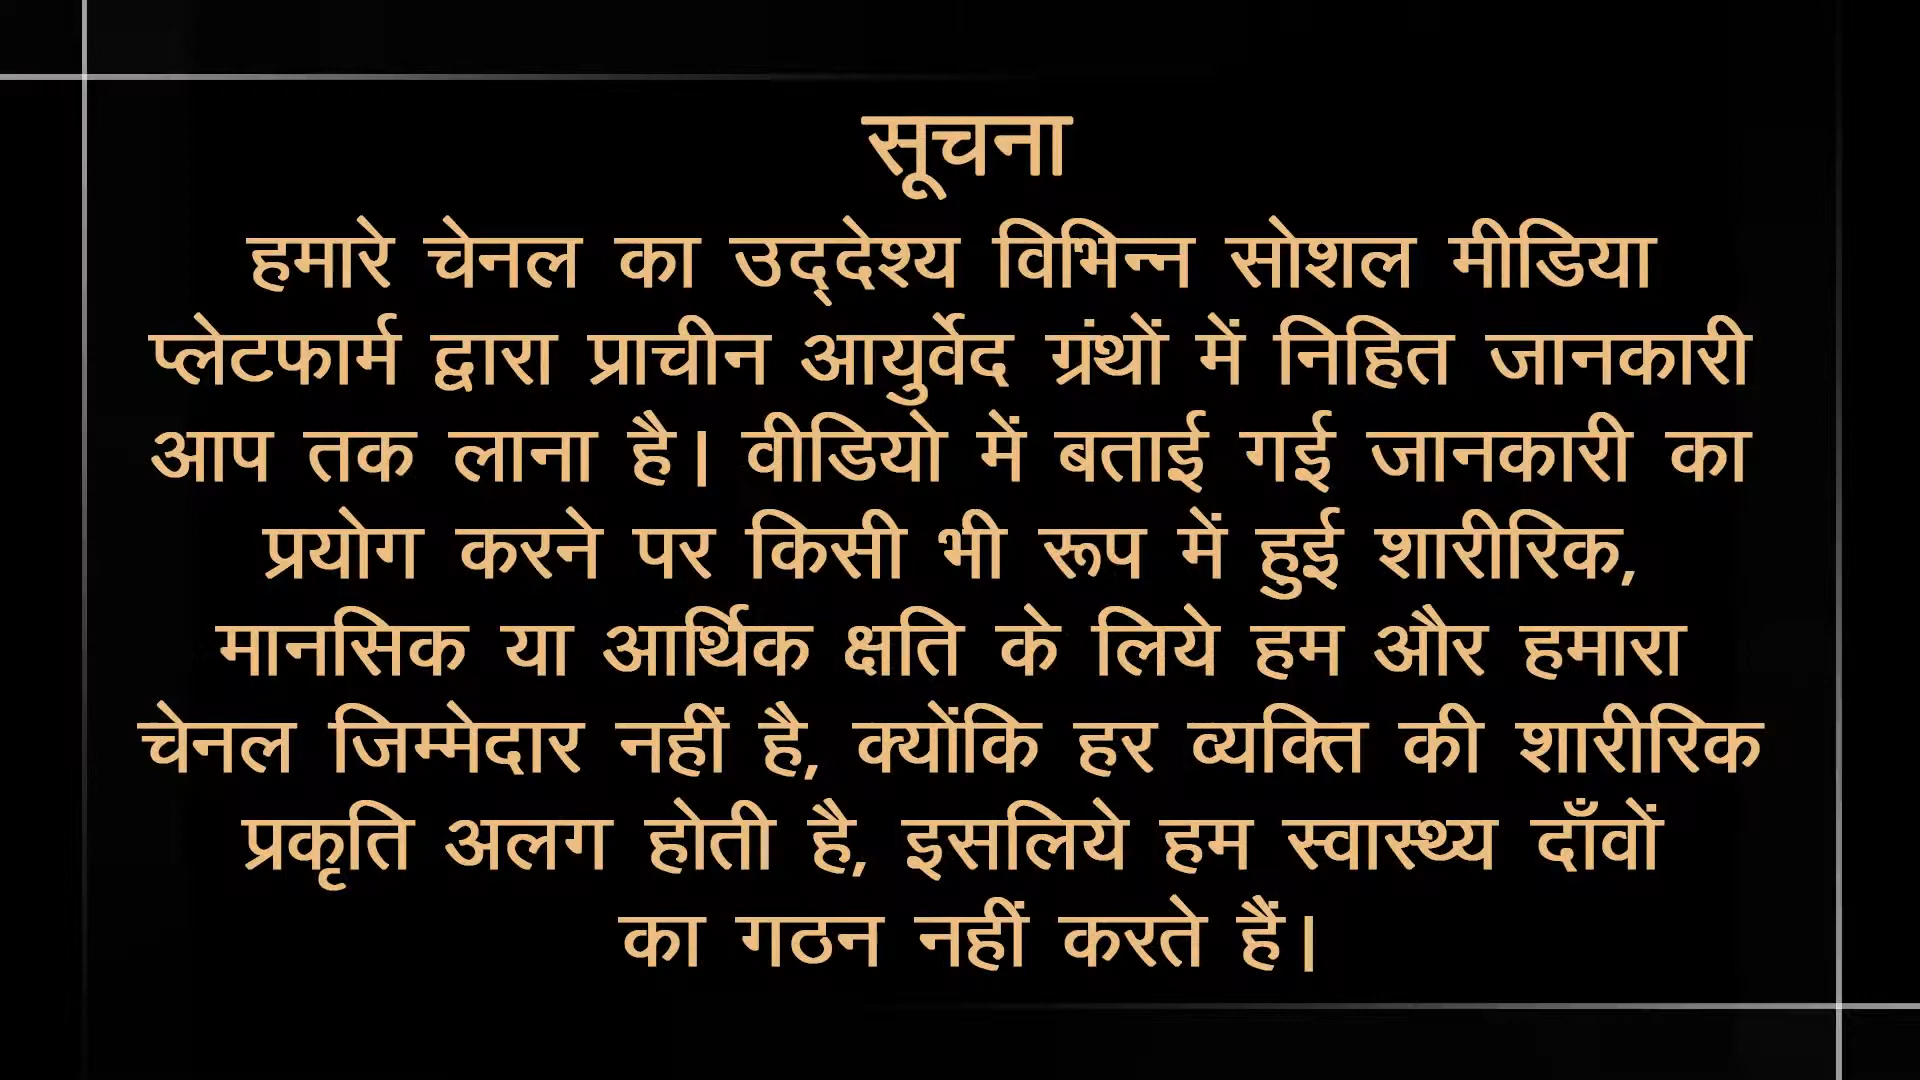 सूचना
हमारे चेनल का उद्‌देश्य विभिन्न सोशल मीडिया
प्लेटफार्म द्वारा प्राचीन आयुर्वेद ग्रंथों में निहित जानकारी
आप तक लाना है। वीडियो में बताई गई जानकारी का
प्रयोग करने पर किसी भी रूप में हुई शारीरिक,
मानसिक या आर्थिक क्षति के लिये हम और हमारा
चेनल जिम्मेदार नहीं है, क्योंकि हर व्यक्ति की शारीरिक
प्रकृति अलग होती है, इसलिये हम स्वास्थ्य दाँवों
का गठन नहीं करते हैं।